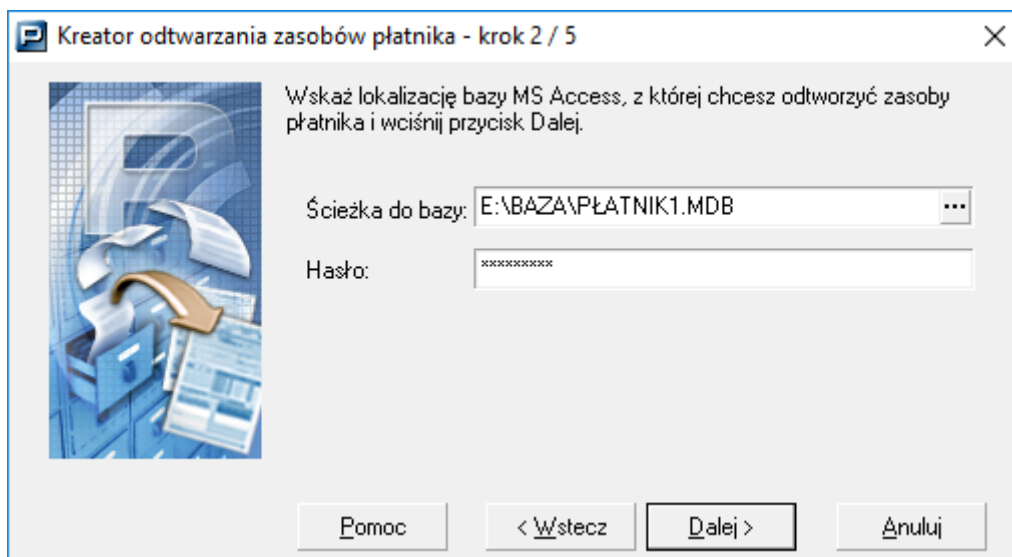 Kreator odtwarzania zasobów płatnika - krok 2 / 5
Wskaż lokalizację bazy MS Access, z której chcesz odtworzyć zasoby
płatnika i wciśnij przycisk Dalej.
Ścieżka do bazy: E:\BAZA\PŁATNIK1.MDB ...
Hasło: *********
Pomoc < Wstecz Dalej > Anuluj